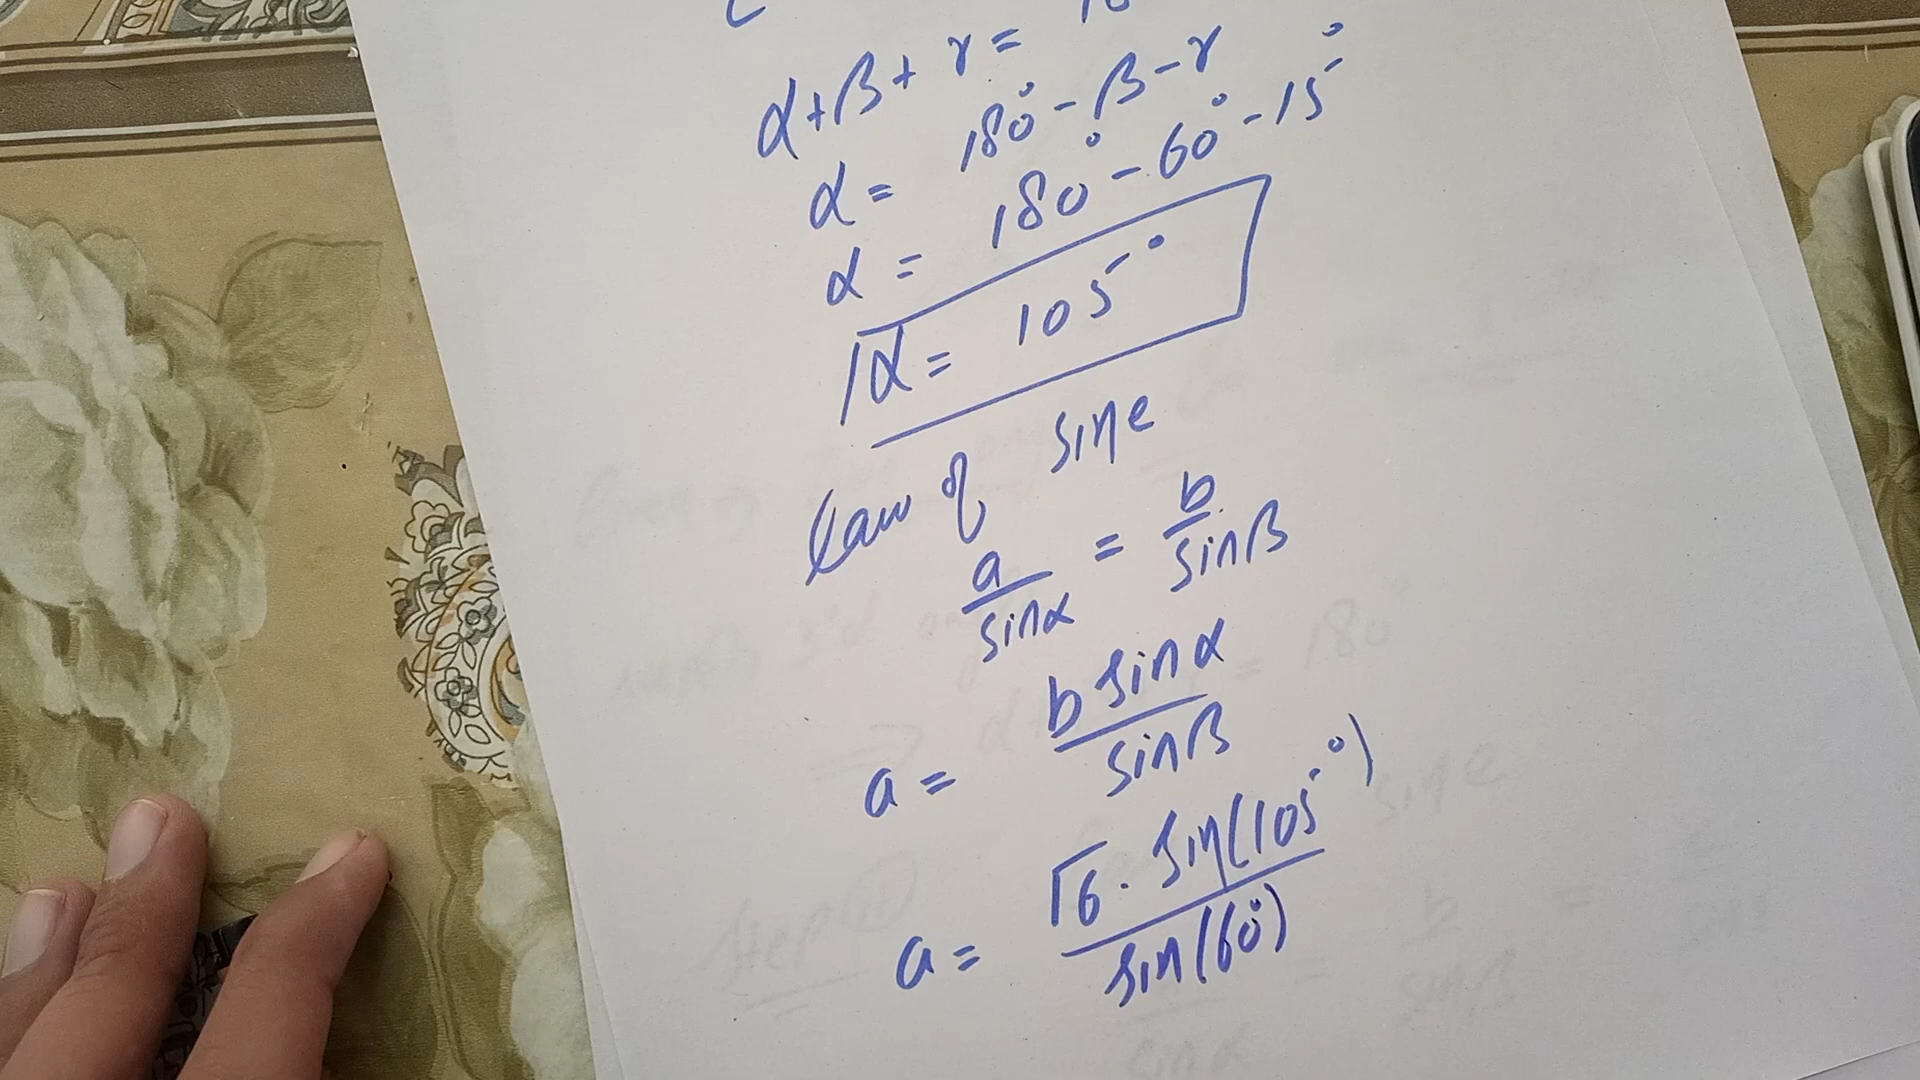 α+β+γ=
α = 180°-β-γ
α = 180°-60°-15°
α = 105°
Law of sine
a/sinα = b/sinβ
a = b sinα/sinβ
a = √6 . sin(105°)/sin(60°)